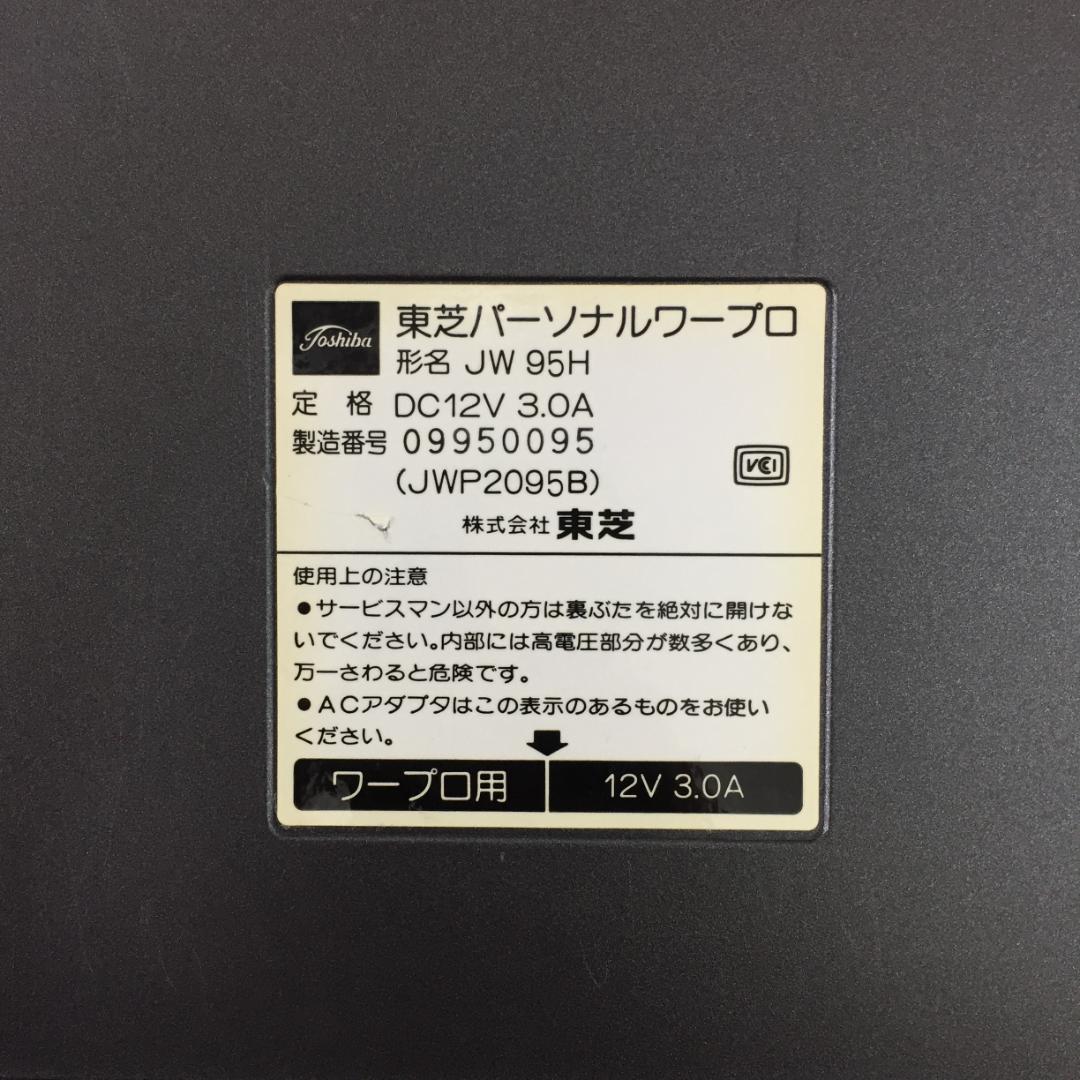 Toshiba
東芝パーソナルワープロ
形名 JW 95H
定格 DC12V 3.0A
製造番号 09950095
(JWP2095B)
VCCI
株式会社 東芝
使用上の注意
●サービスマン以外の方は裏ぶたを絶対に開けな
いでください。内部には高電圧部分が数多くあり、
万一さわると危険です。
●ACアダプタはこの表示のあるものをお使い
ください。
ワープロ用 12V 3.0A